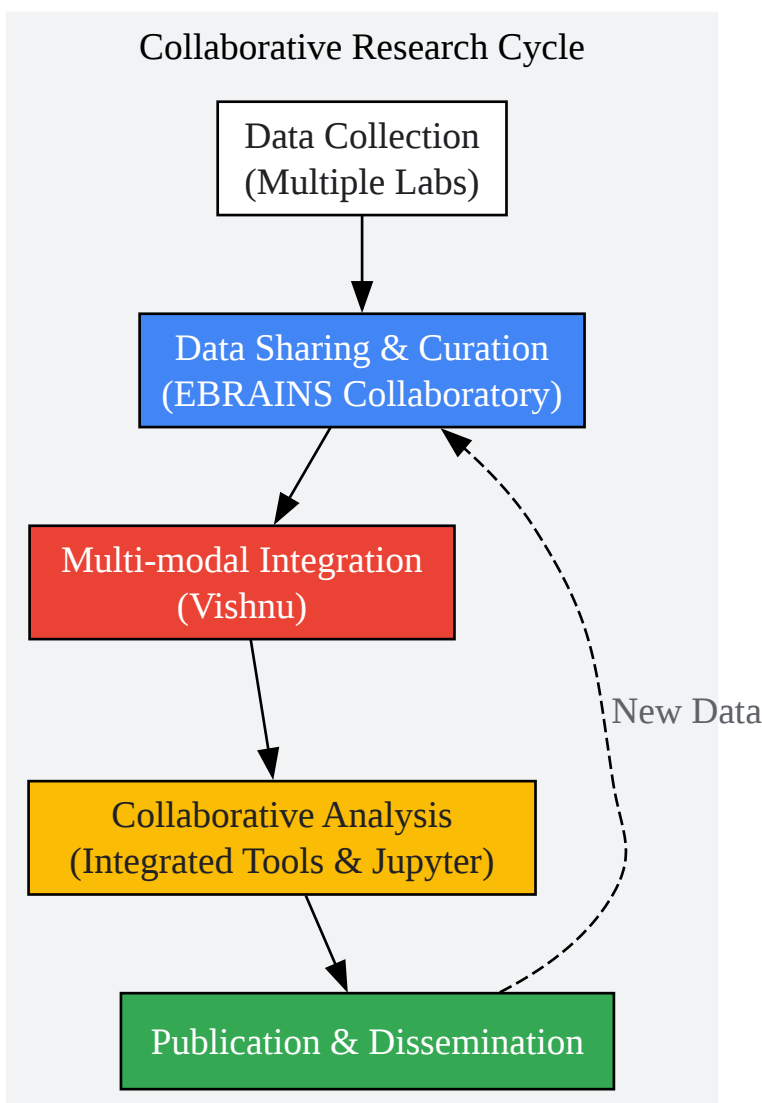 Collaborative Research Cycle
Data Collection
(Multiple Labs)
Data Sharing & Curation
(EBRAINS Collaboratory)
Multi-modal Integration
(Vishnu)
New Data
Collaborative Analysis
(Integrated Tools & Jupyter)
Publication & Dissemination